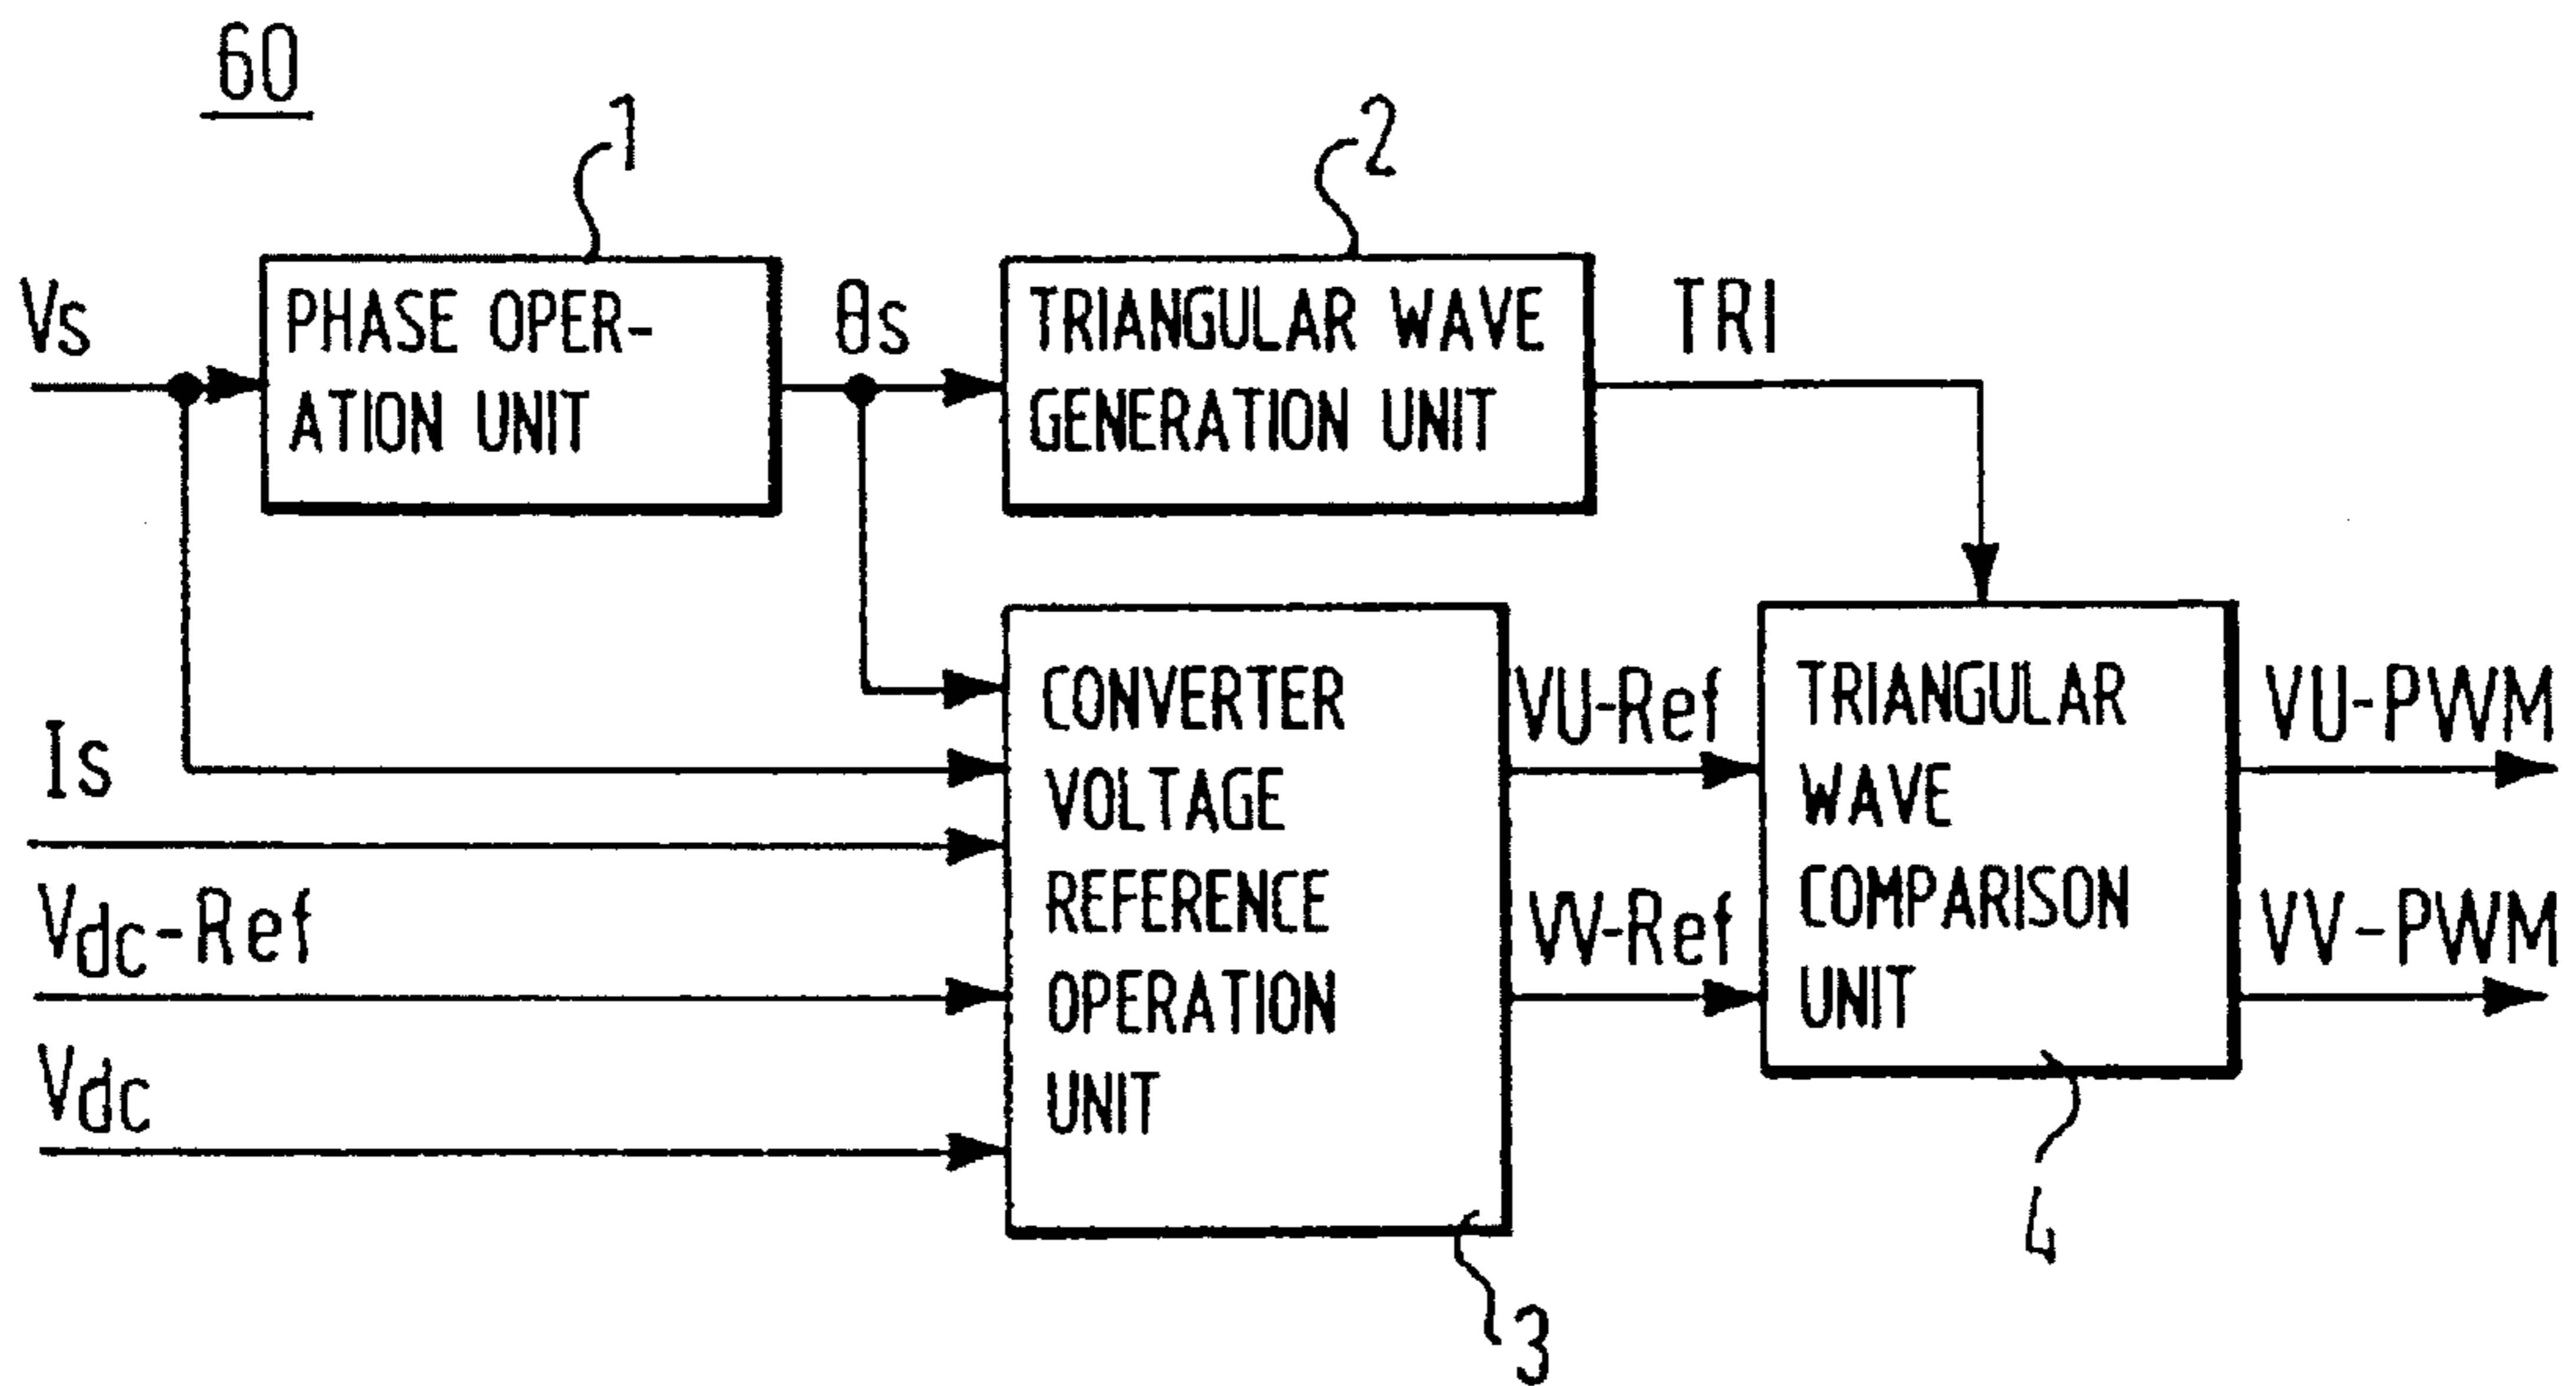 60
1
2
Vs
PHASE OPER-
ATION UNIT
θs
TRIANGULAR WAVE
GENERATION UNIT
TRI
Is
Vdc-Ref
Vdc
CONVERTER
VOLTAGE
REFERENCE
OPERATION
UNIT
VU-Ref
VV-Ref
TRIANGULAR
WAVE
COMPARISON
UNIT
VU-PWM
VV-PWM
4
3